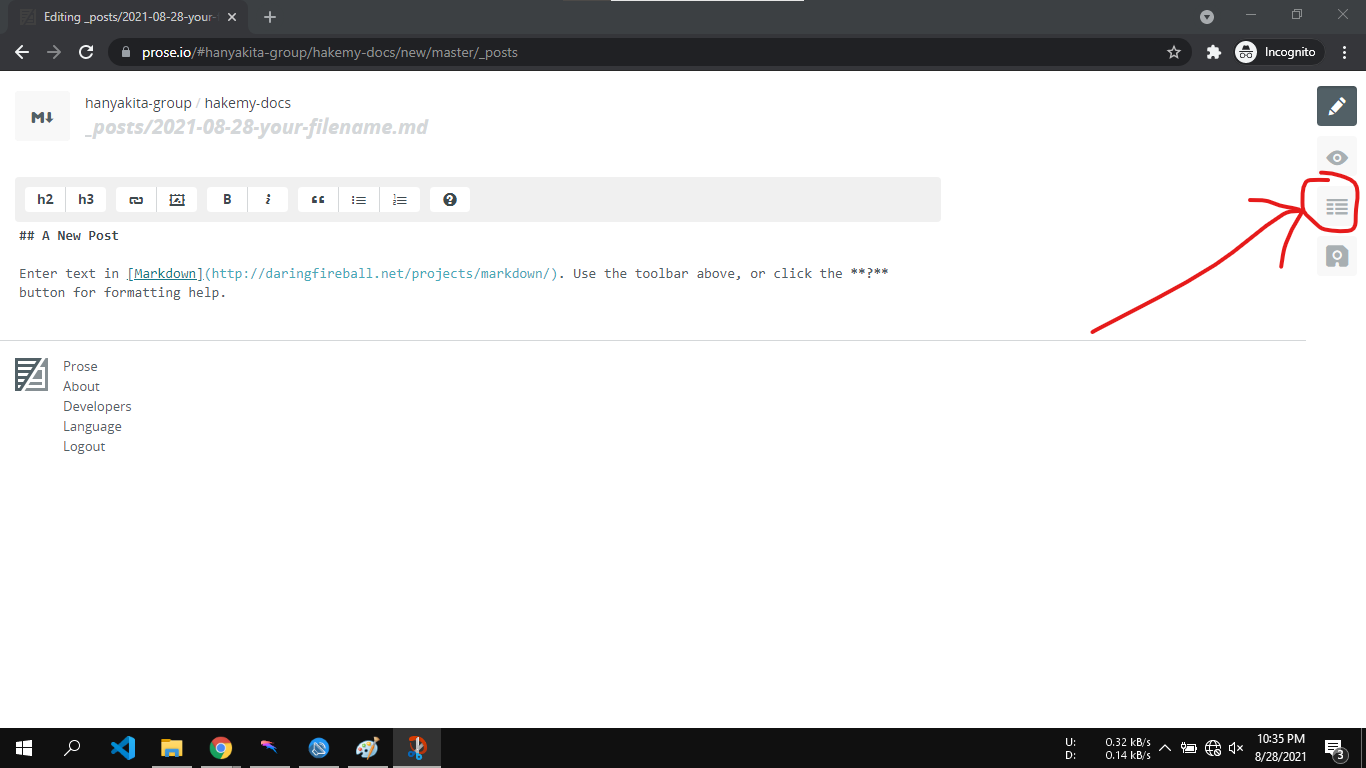 Editing _posts/2021-08-28-your-
prose.io/#hanyakita-group/hakemy-docs/new/master/_posts
Incognito
M
hanyakita-group / hakemy-docs
_posts/2021-08-28-your-filename.md
h2 h3 B i ?
## A New Post
Enter text in [Markdown](http://daringfireball.net/projects/markdown/). Use the toolbar above, or click the **?**
button for formatting help.
Prose
About
Developers
Language
Logout
U: 0.32 kB/s
D: 0.14 kB/s
10:35 PM
8/28/2021
3